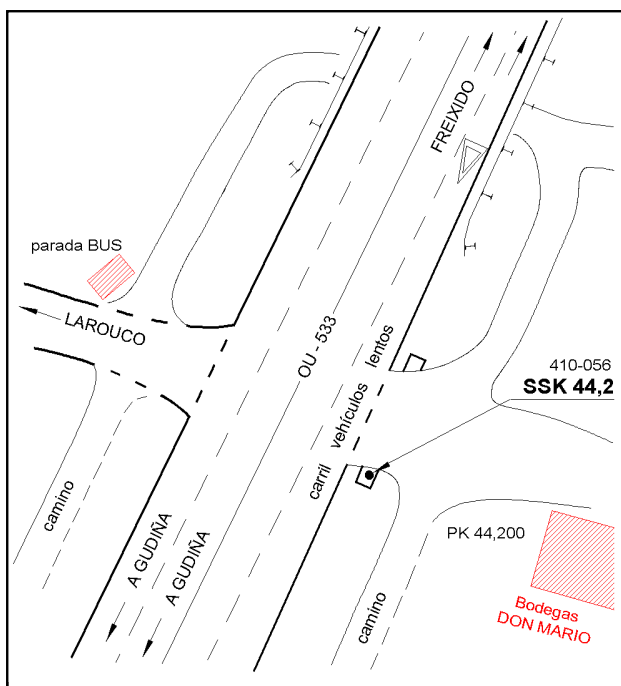 FREIXIDO
parada BUS
LAROUCO
OU - 533
carril vehículos lentos
410-056
SSK 44,2
camino
A GUDIÑA
A GUDIÑA
PK 44,200
camino
Bodegas
DON MARIO